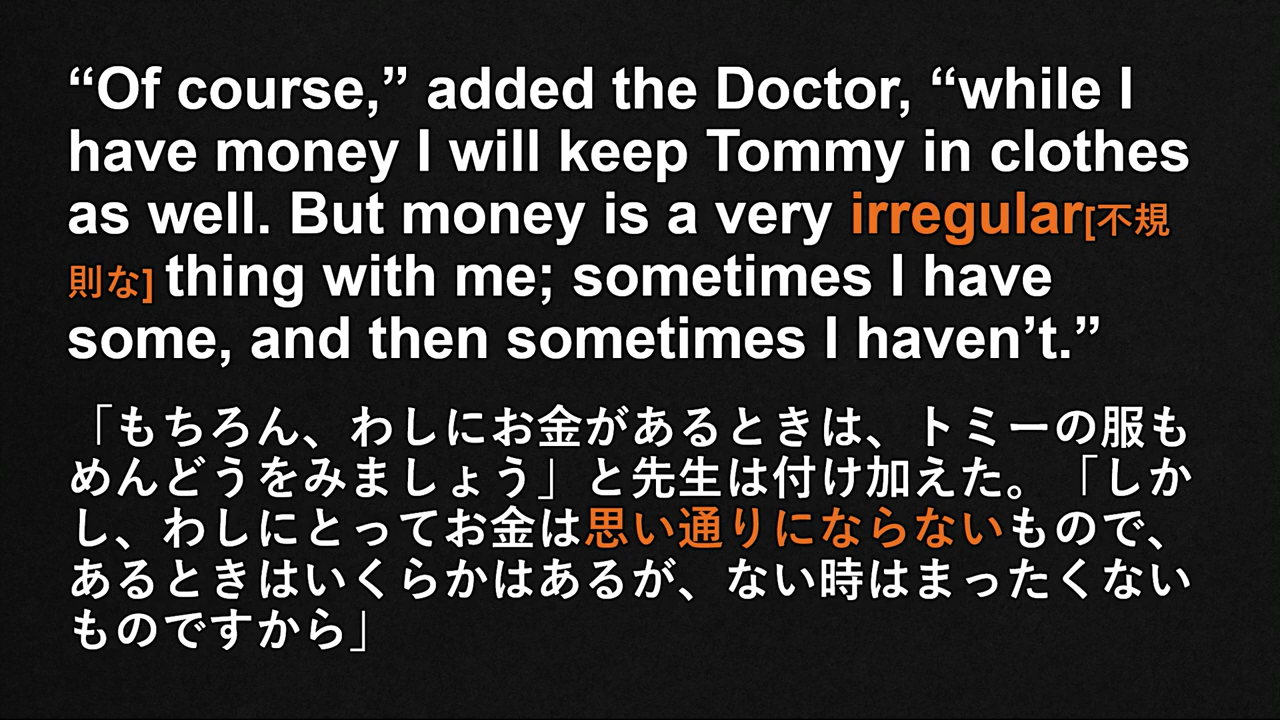 “Of course,” added the Doctor, “while I
have money I will keep Tommy in clothes
as well. But money is a very irregular[不規
則な] thing with me; sometimes I have
some, and then sometimes I haven’t.”
「もちろん、わしにお金があるときは、トミーの服も
めんどうをみましょう」と先生は付け加えた。「しか
し、わしにとってお金は思い通りにならないもので、
あるときはいくらかはあるが、ない時はまったくない
ものですから」